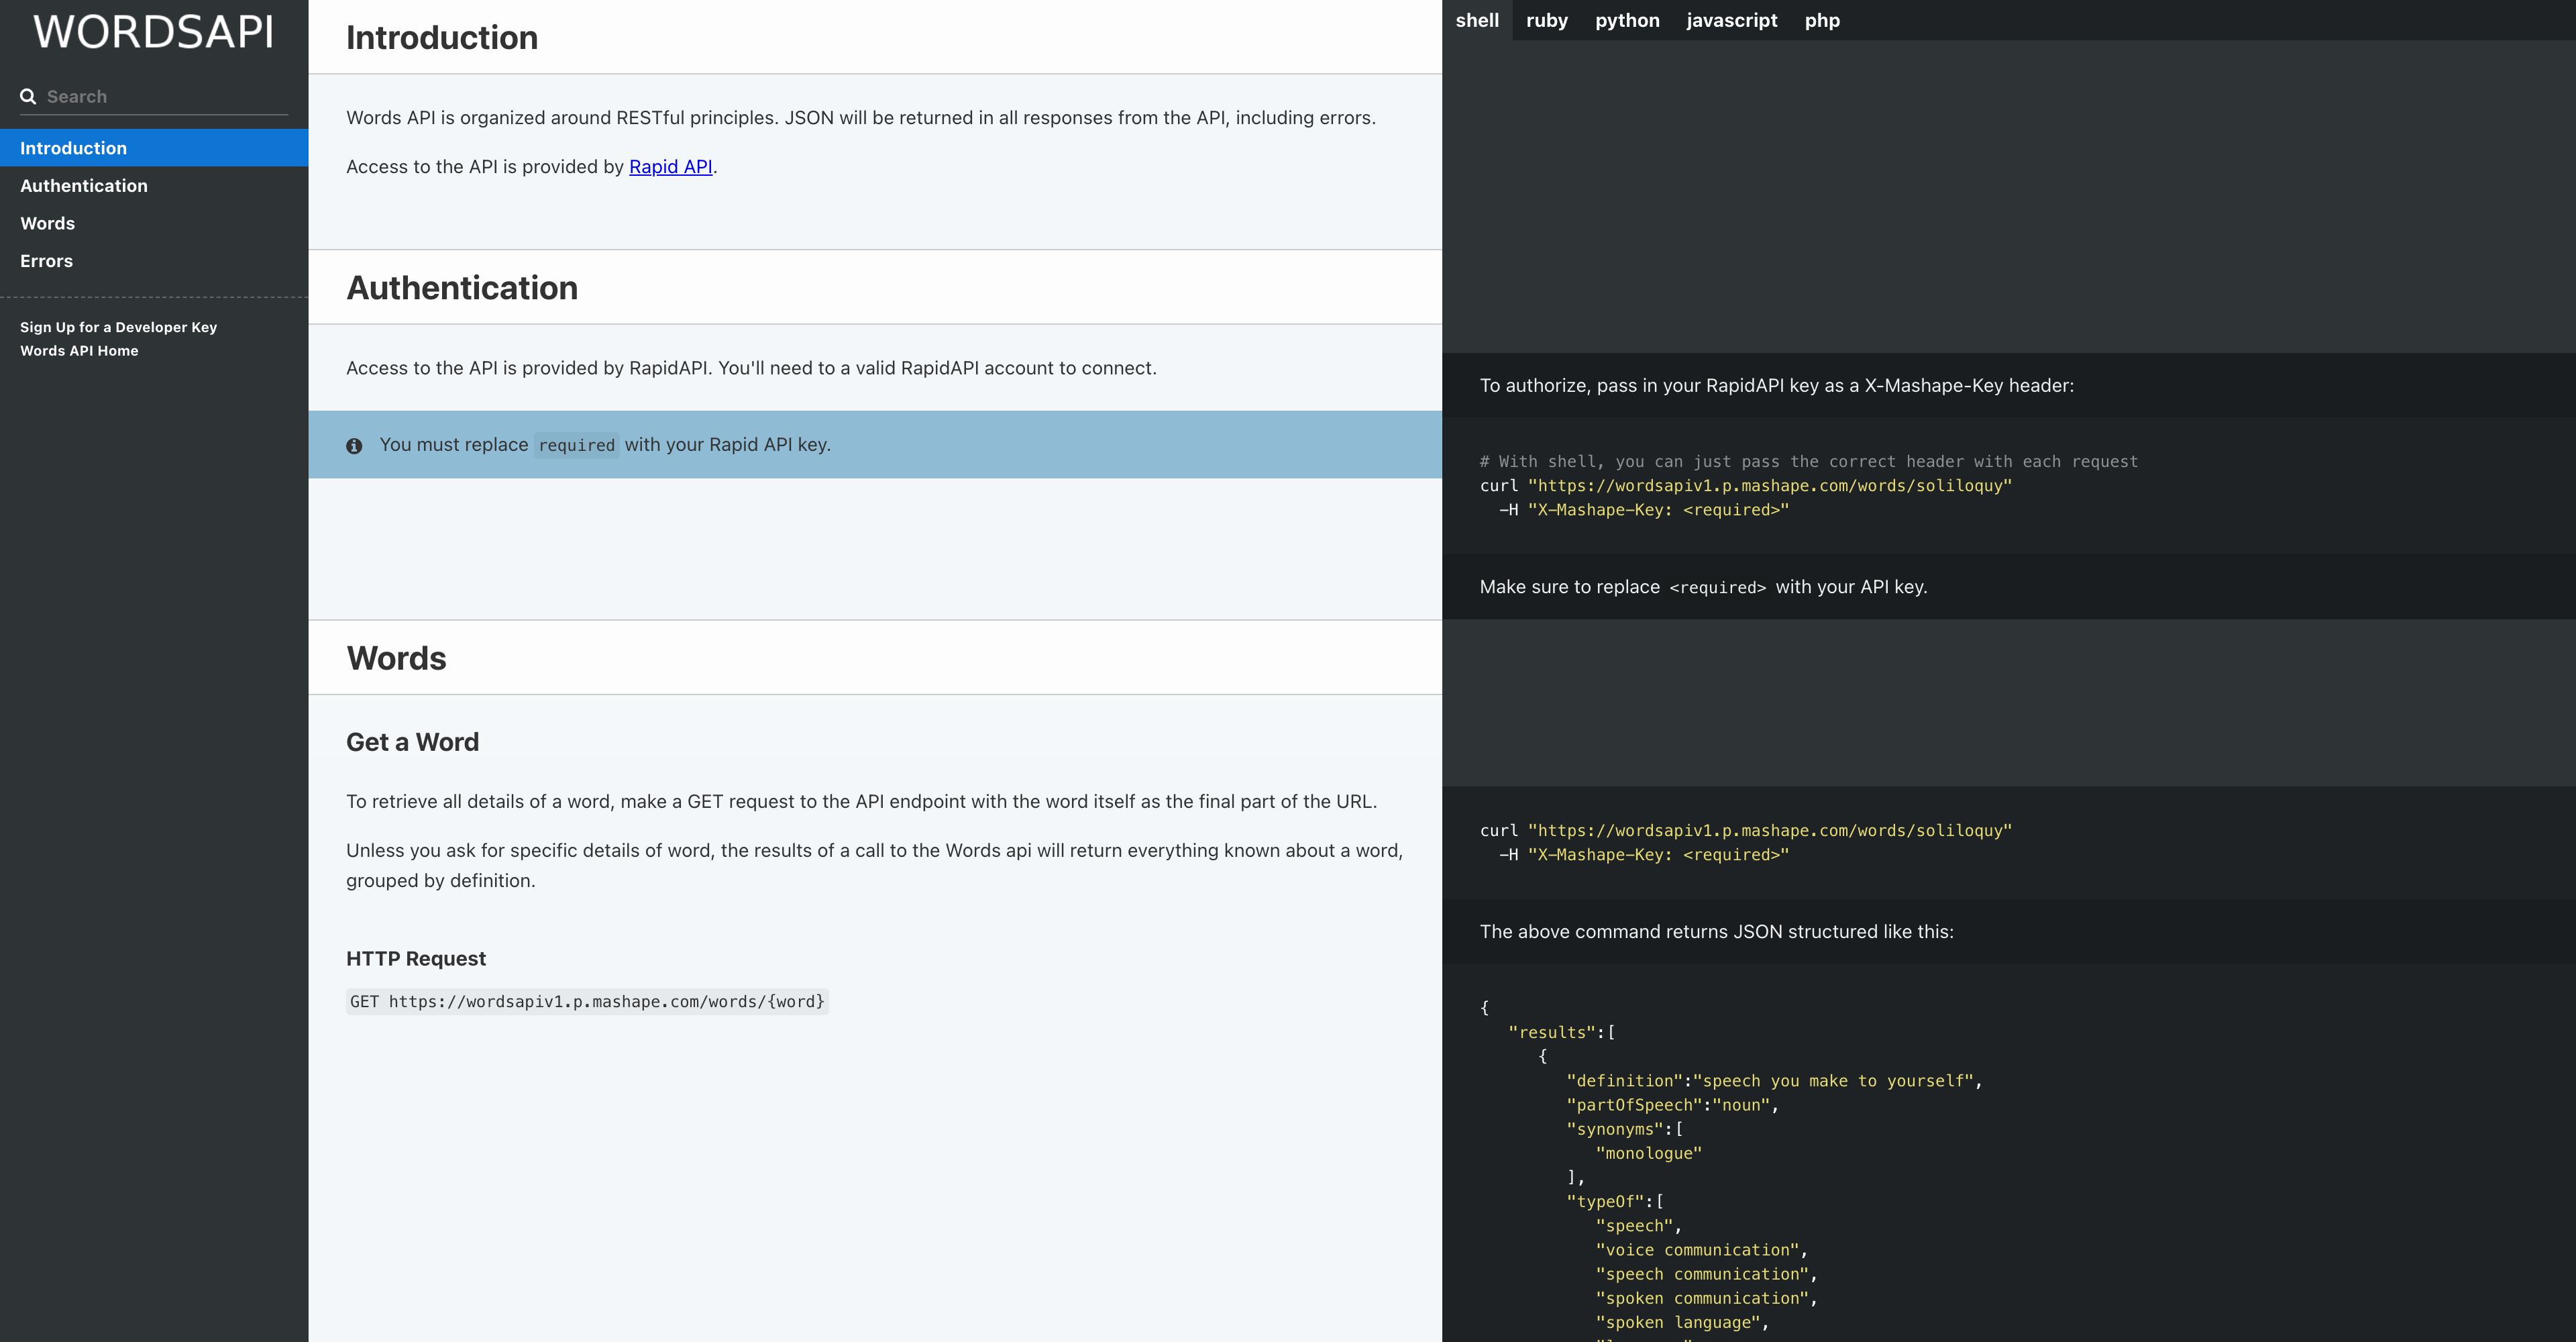 WORDSAPI
Search
Introduction
Authentication
Words
Errors
Sign Up for a Developer Key
Words API Home
Introduction
Words API is organized around RESTful principles. JSON will be returned in all responses from the API, including errors.
Access to the API is provided by Rapid API.
Authentication
Access to the API is provided by RapidAPI. You'll need to a valid RapidAPI account to connect.
You must replace required with your Rapid API key.
Words
Get a Word
To retrieve all details of a word, make a GET request to the API endpoint with the word itself as the final part of the URL.
Unless you ask for specific details of word, the results of a call to the Words api will return everything known about a word,
grouped by definition.
HTTP Request
GET https://wordsapiv1.p.mashape.com/words/{word}
shell ruby python javascript php
To authorize, pass in your RapidAPI key as a X-Mashape-Key header:
# With shell, you can just pass the correct header with each request
curl "https://wordsapiv1.p.mashape.com/words/soliloquy"
-H "X-Mashape-Key: <required>"
Make sure to replace <required> with your API key.
curl "https://wordsapiv1.p.mashape.com/words/soliloquy"
-H "X-Mashape-Key: <required>"
The above command returns JSON structured like this:
{
"results":[
{
"definition":"speech you make to yourself",
"partOfSpeech":"noun",
"synonyms":[
"monologue"
],
"typeOf":[
"speech",
"voice communication",
"speech communication",
"spoken communication",
"spoken language",